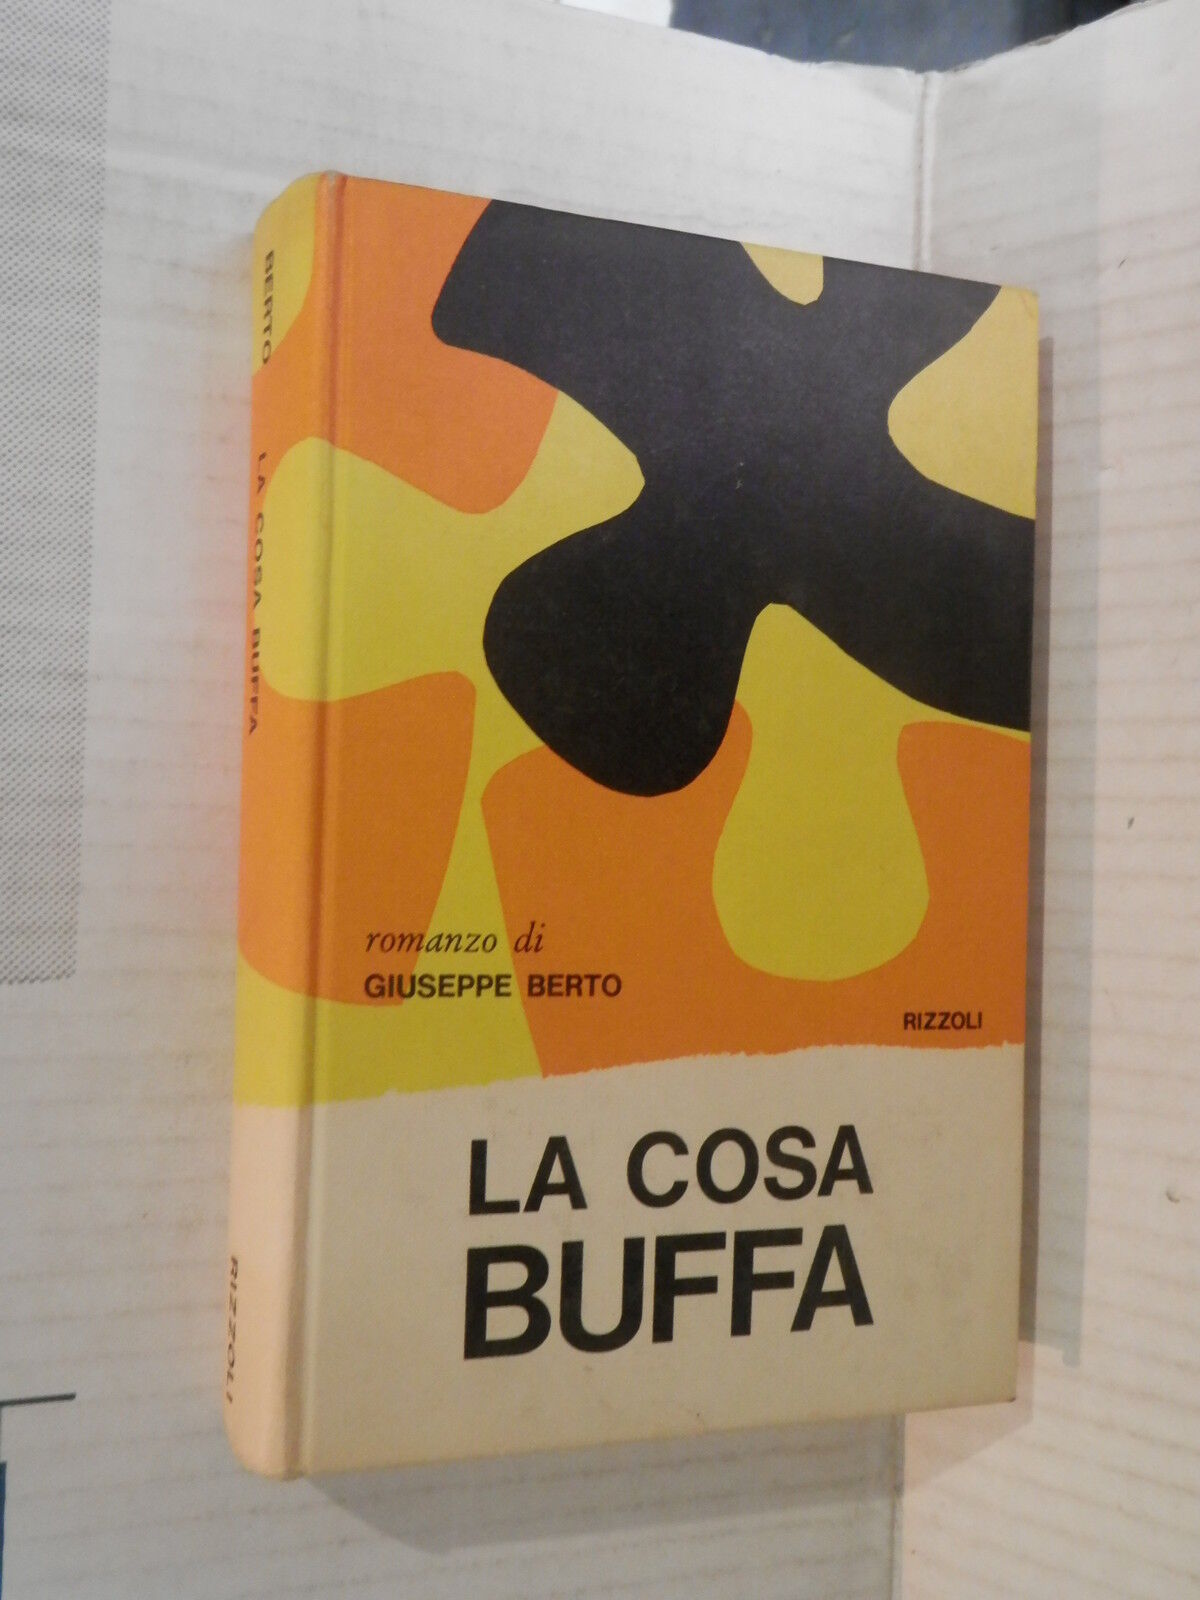 BERTO
LA COSA BUFFA
RIZZOLI
romanzo di
GIUSEPPE BERTO
RIZZOLI
LA COSA
BUFFA